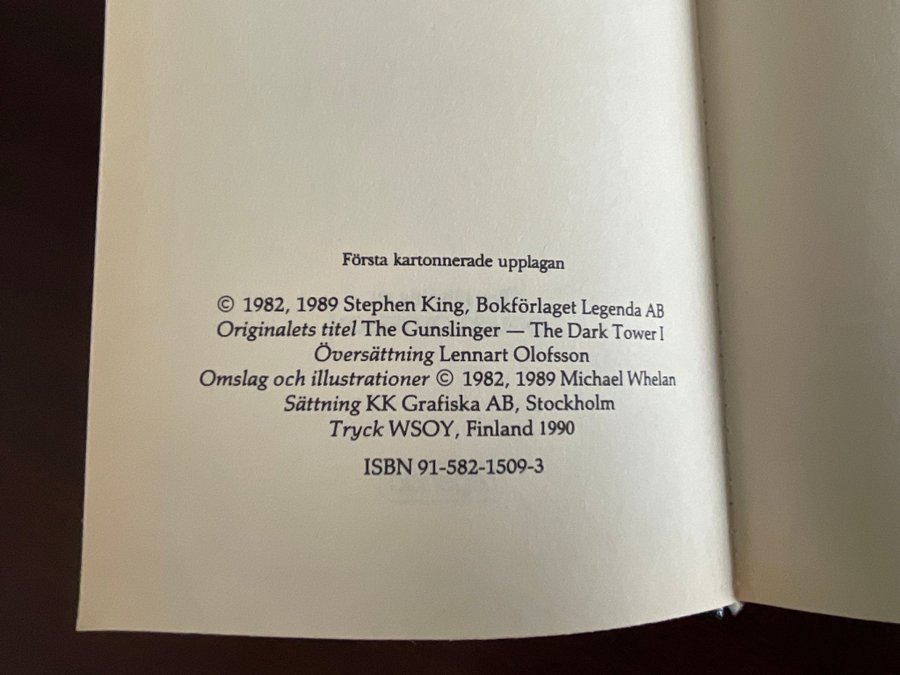 Första kartonnerade upplagan
© 1982, 1989 Stephen King, Bokförlaget Legenda AB
Originalets titel The Gunslinger — The Dark Tower I
Översättning Lennart Olofsson
Omslag och illustrationer © 1982, 1989 Michael Whelan
Sättning KK Grafiska AB, Stockholm
Tryck WSOY, Finland 1990
ISBN 91-582-1509-3